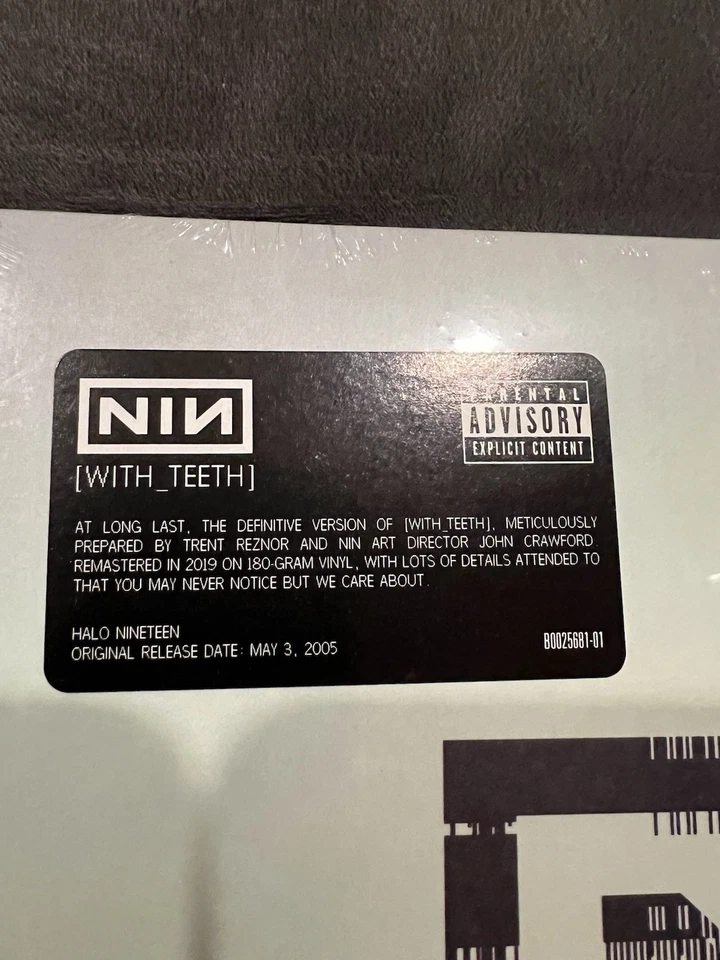 NIN
PARENTAL
ADVISORY
EXPLICIT CONTENT
[WITH_TEETH]
AT LONG LAST, THE DEFINITIVE VERSION OF [WITH_TEETH], METICULOUSLY
PREPARED BY TRENT REZNOR AND NIN ART DIRECTOR JOHN CRAWFORD.
REMASTERED IN 2019 ON 180-GRAM VINYL, WITH LOTS OF DETAILS ATTENDED TO
THAT YOU MAY NEVER NOTICE BUT WE CARE ABOUT.
HALO NINETEEN
ORIGINAL RELEASE DATE: MAY 3, 2005
B0025681-01